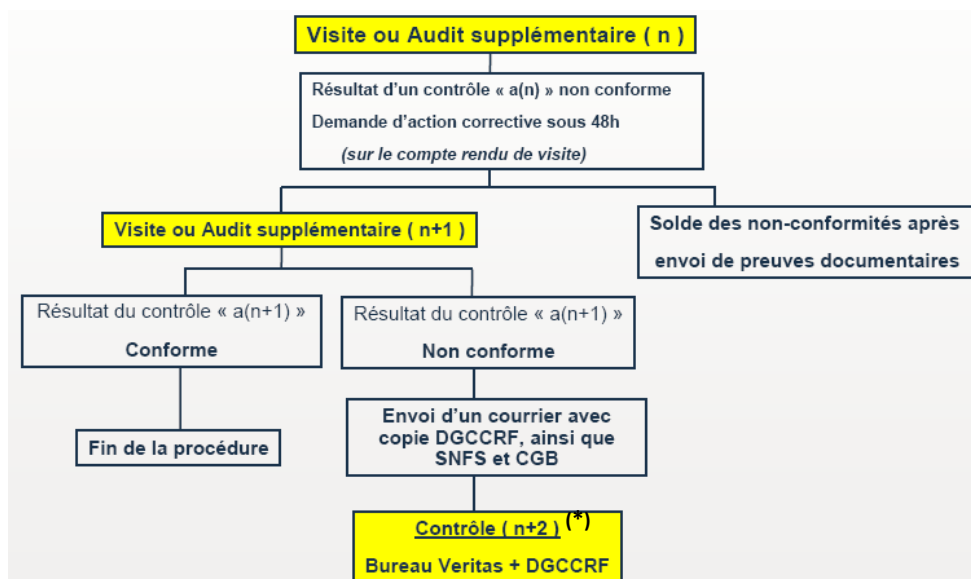 Visite ou Audit supplémentaire ( n )
Résultat d'un contrôle « a(n) » non conforme
Demande d'action corrective sous 48h
(sur le compte rendu de visite)
Visite ou Audit supplémentaire ( n+1 )
Solde des non-conformités après
envoi de preuves documentaires
Résultat du contrôle « a(n+1) »
Conforme
Résultat du contrôle « a(n+1) »
Non conforme
Fin de la procédure
Envoi d'un courrier avec
copie DGCCRF, ainsi que
SNFS et CGB
Contrôle ( n+2 ) (*)
Bureau Veritas + DGCCRF